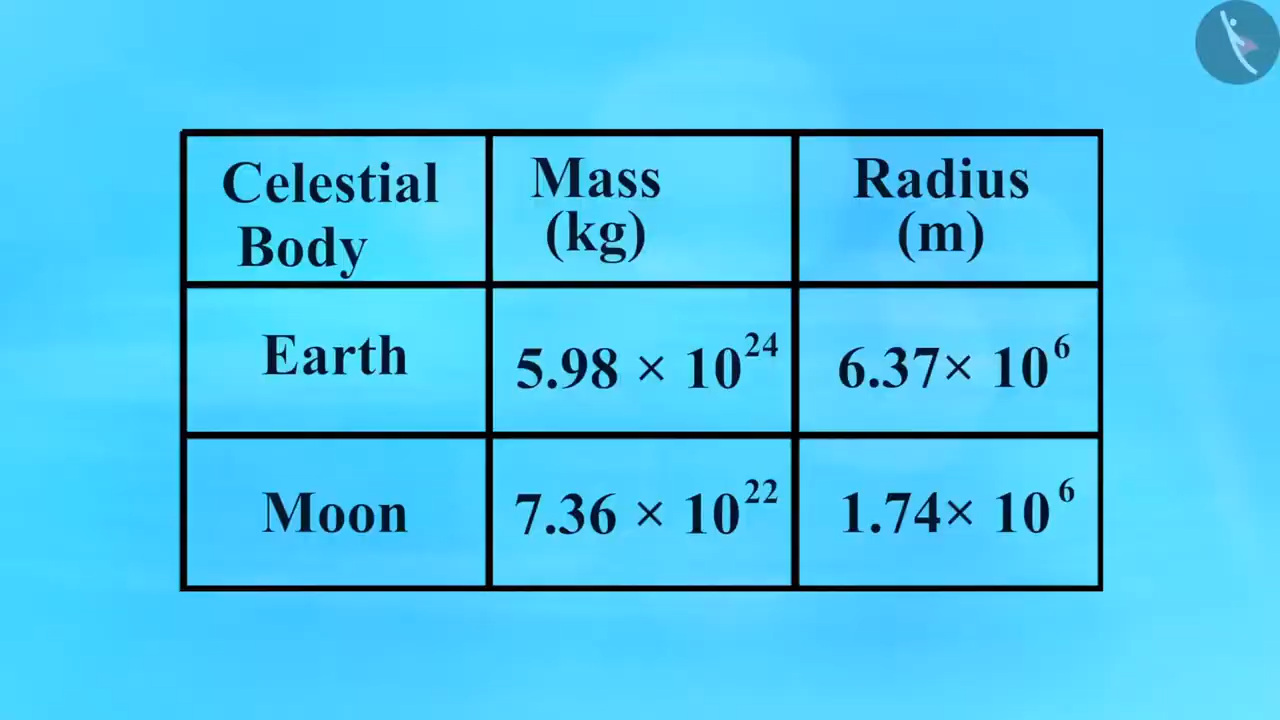 Celestial
Body
Mass
(kg)
Radius
(m)
Earth
5.98 × 10²⁴
6.37× 10⁶
Moon
7.36 × 10²²
1.74× 10⁶